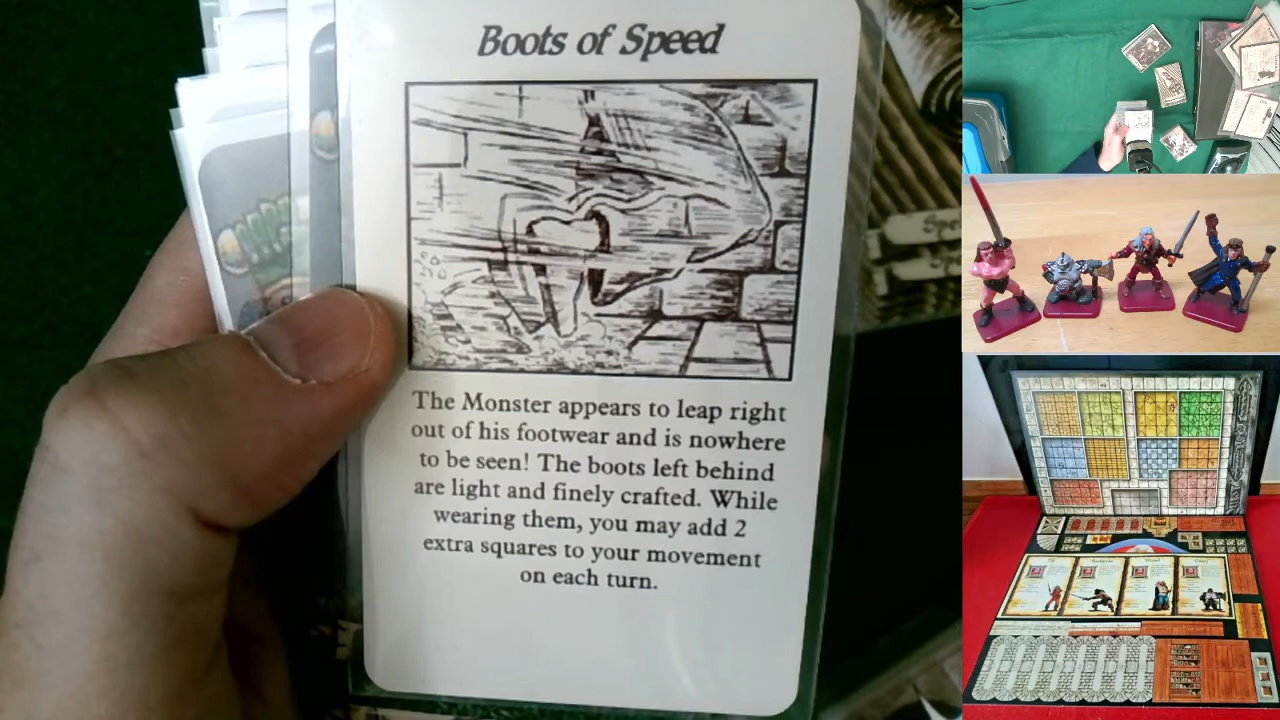 Boots of Speed
The Monster appears to leap right
out of his footwear and is nowhere
to be seen! The boots left behind
are light and finely crafted. While
wearing them, you may add 2
extra squares to your movement
on each turn.